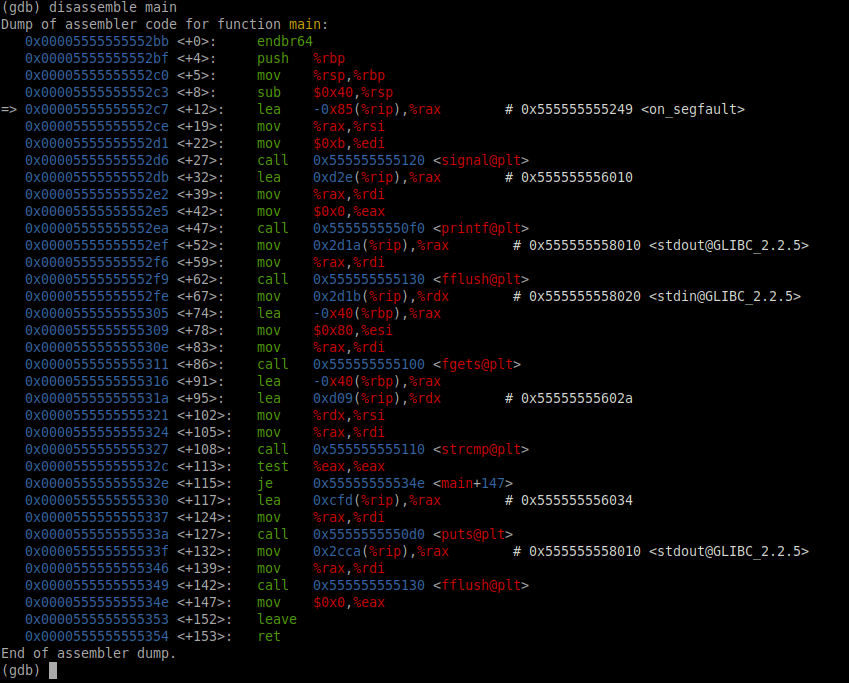 (gdb) disassemble main
Dump of assembler code for function main:
   0x00005555555552bb <+0>:     endbr64
   0x00005555555552bf <+4>:     push   %rbp
   0x00005555555552c0 <+5>:     mov    %rsp,%rbp
   0x00005555555552c3 <+8>:     sub    $0x40,%rsp
=> 0x00005555555552c7 <+12>:    lea    -0x85(%rip),%rax        # 0x555555555249 <on_segfault>
   0x00005555555552ce <+19>:    mov    %rax,%rsi
   0x00005555555552d1 <+22>:    mov    $0xb,%edi
   0x00005555555552d6 <+27>:    call   0x555555555120 <signal@plt>
   0x00005555555552db <+32>:    lea    0xd2e(%rip),%rax        # 0x555555556010
   0x00005555555552e2 <+39>:    mov    %rax,%rdi
   0x00005555555552e5 <+42>:    mov    $0x0,%eax
   0x00005555555552ea <+47>:    call   0x5555555550f0 <printf@plt>
   0x00005555555552ef <+52>:    mov    0x2d1a(%rip),%rax        # 0x555555558010 <stdout@GLIBC_2.2.5>
   0x00005555555552f6 <+59>:    mov    %rax,%rdi
   0x00005555555552f9 <+62>:    call   0x555555555130 <fflush@plt>
   0x00005555555552fe <+67>:    mov    0x2d1b(%rip),%rdx        # 0x555555558020 <stdin@GLIBC_2.2.5>
   0x0000555555555305 <+74>:    lea    -0x40(%rbp),%rax
   0x0000555555555309 <+78>:    mov    $0x80,%esi
   0x000055555555530e <+83>:    mov    %rax,%rdi
   0x0000555555555311 <+86>:    call   0x555555555100 <fgets@plt>
   0x0000555555555316 <+91>:    lea    -0x40(%rbp),%rax
   0x000055555555531a <+95>:    lea    0xd09(%rip),%rdx        # 0x55555555602a
   0x0000555555555321 <+102>:   mov    %rdx,%rsi
   0x0000555555555324 <+105>:   mov    %rax,%rdi
   0x0000555555555327 <+108>:   call   0x555555555110 <strcmp@plt>
   0x000055555555532c <+113>:   test   %eax,%eax
   0x000055555555532e <+115>:   je     0x55555555534e <main+147>
   0x0000555555555330 <+117>:   lea    0xcfd(%rip),%rax        # 0x555555556034
   0x0000555555555337 <+124>:   mov    %rax,%rdi
   0x000055555555533a <+127>:   call   0x5555555550d0 <puts@plt>
   0x000055555555533f <+132>:   mov    0x2cca(%rip),%rax        # 0x555555558010 <stdout@GLIBC_2.2.5>
   0x0000555555555346 <+139>:   mov    %rax,%rdi
   0x0000555555555349 <+142>:   call   0x555555555130 <fflush@plt>
   0x000055555555534e <+147>:   mov    $0x0,%eax
   0x0000555555555353 <+152>:   leave
   0x0000555555555354 <+153>:   ret
End of assembler dump.
(gdb)